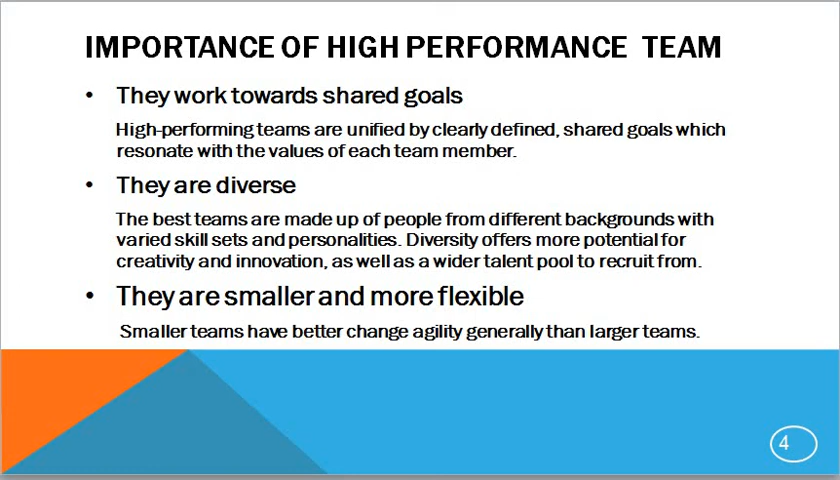 IMPORTANCE OF HIGH PERFORMANCE TEAM
• They work towards shared goals
High-performing teams are unified by clearly defined, shared goals which
resonate with the values of each team member.
• They are diverse
The best teams are made up of people from different backgrounds with
varied skill sets and personalities. Diversity offers more potential for
creativity and innovation, as well as a wider talent pool to recruit from.
• They are smaller and more flexible
Smaller teams have better change agility generally than larger teams.
4